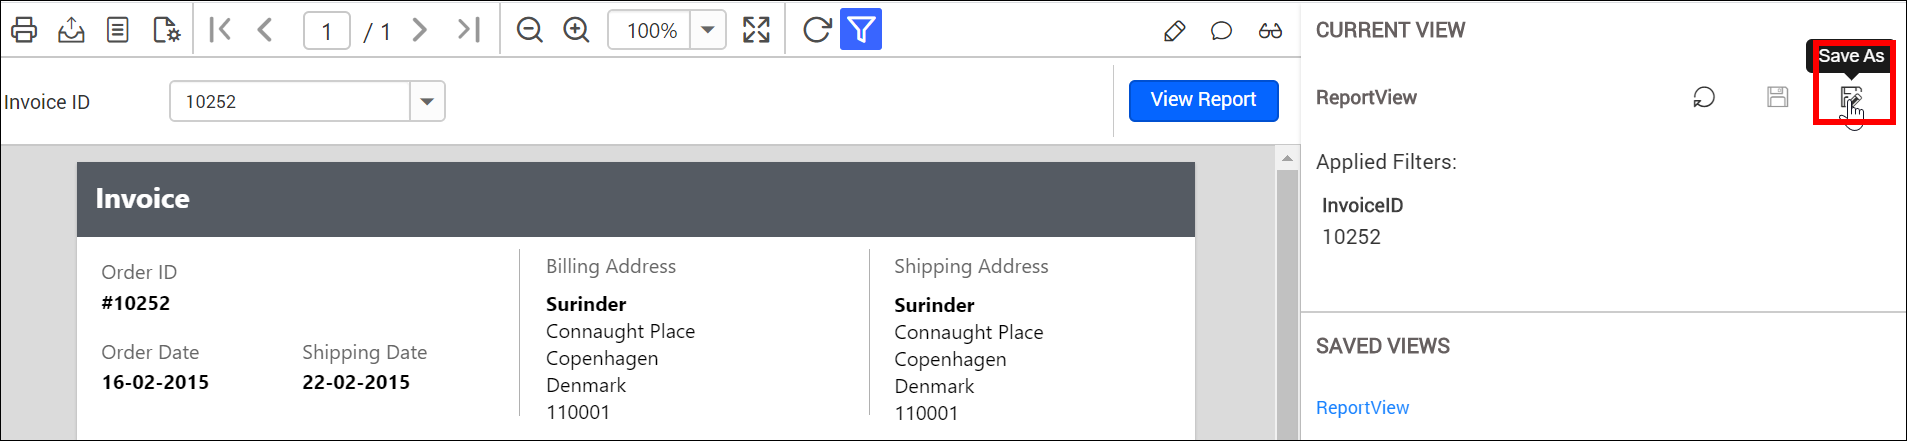 1 / 1
100%
Invoice ID
10252
View Report
Invoice
Order ID
#10252
Order Date
16-02-2015
Shipping Date
22-02-2015
Billing Address
Surinder
Connaught Place
Copenhagen
Denmark
110001
Shipping Address
Surinder
Connaught Place
Copenhagen
Denmark
110001
CURRENT VIEW
Save As
ReportView
Applied Filters:
InvoiceID
10252
SAVED VIEWS
ReportView